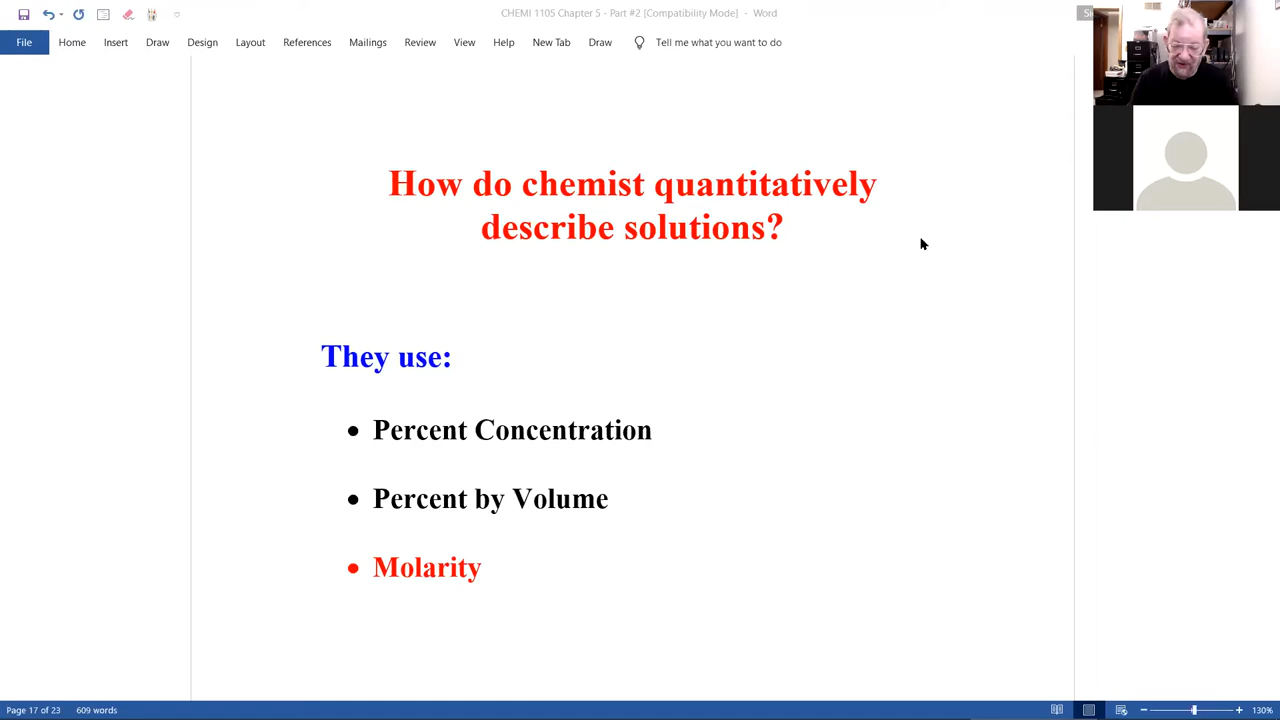 CHEMI 1105 Chapter 5 - Part #2 [Compatibility Mode] - Word
File Home Insert Draw Design Layout References Mailings Review View Help New Tab Draw Tell me what you want to do
How do chemist quantitatively
describe solutions?
They use:
• Percent Concentration
• Percent by Volume
• Molarity
Page 17 of 23 609 words
130%